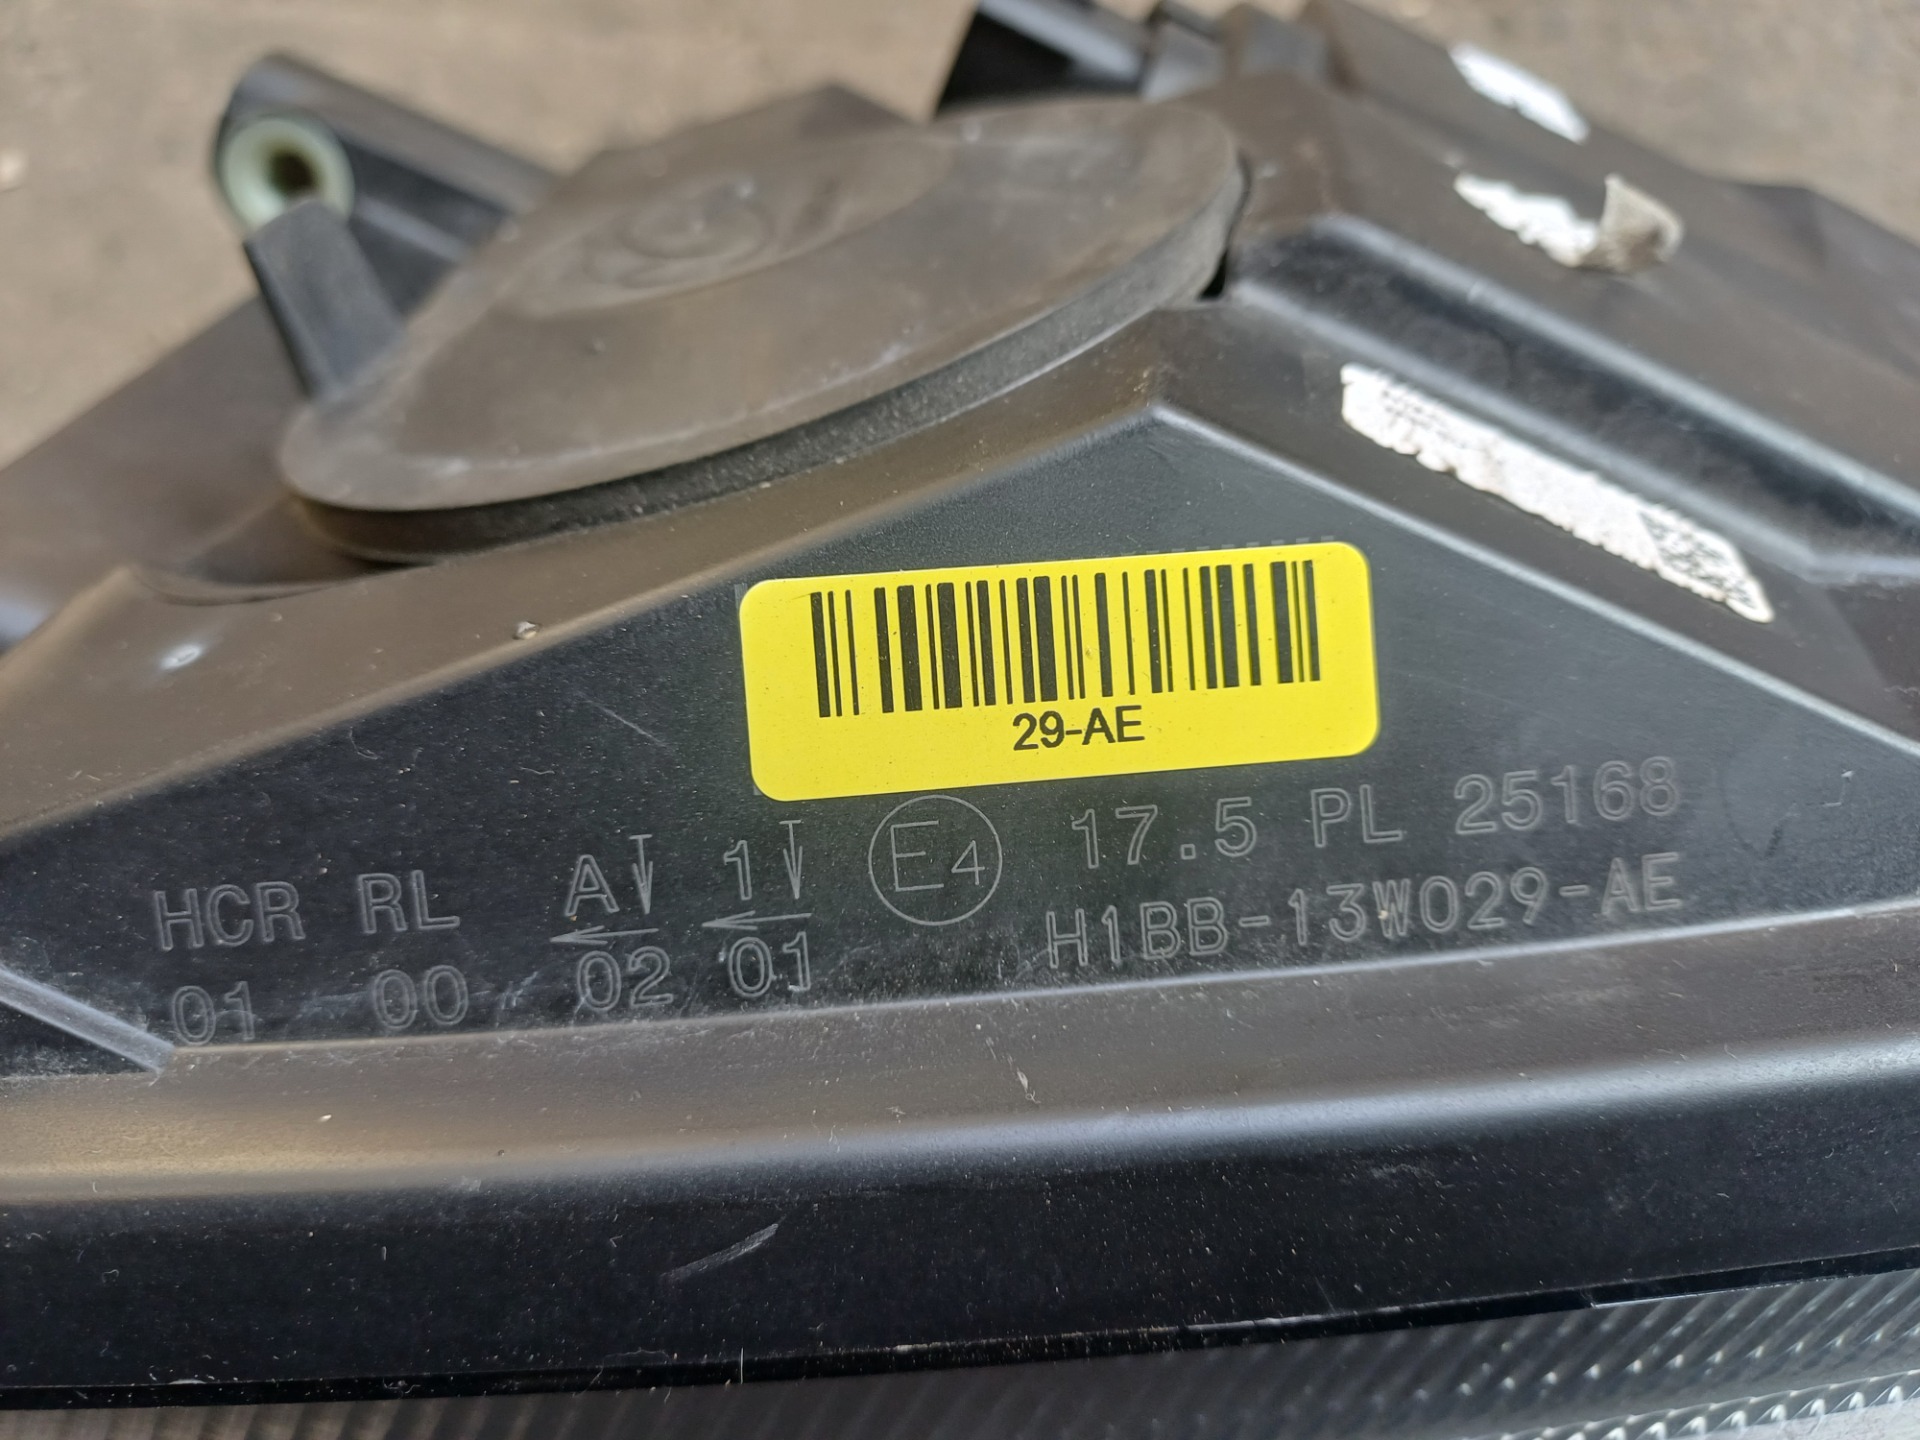 29-AE
HCR RL A 1 E4 17.5 PL 25168
01 00 02 01 H1BB-13W029-AE